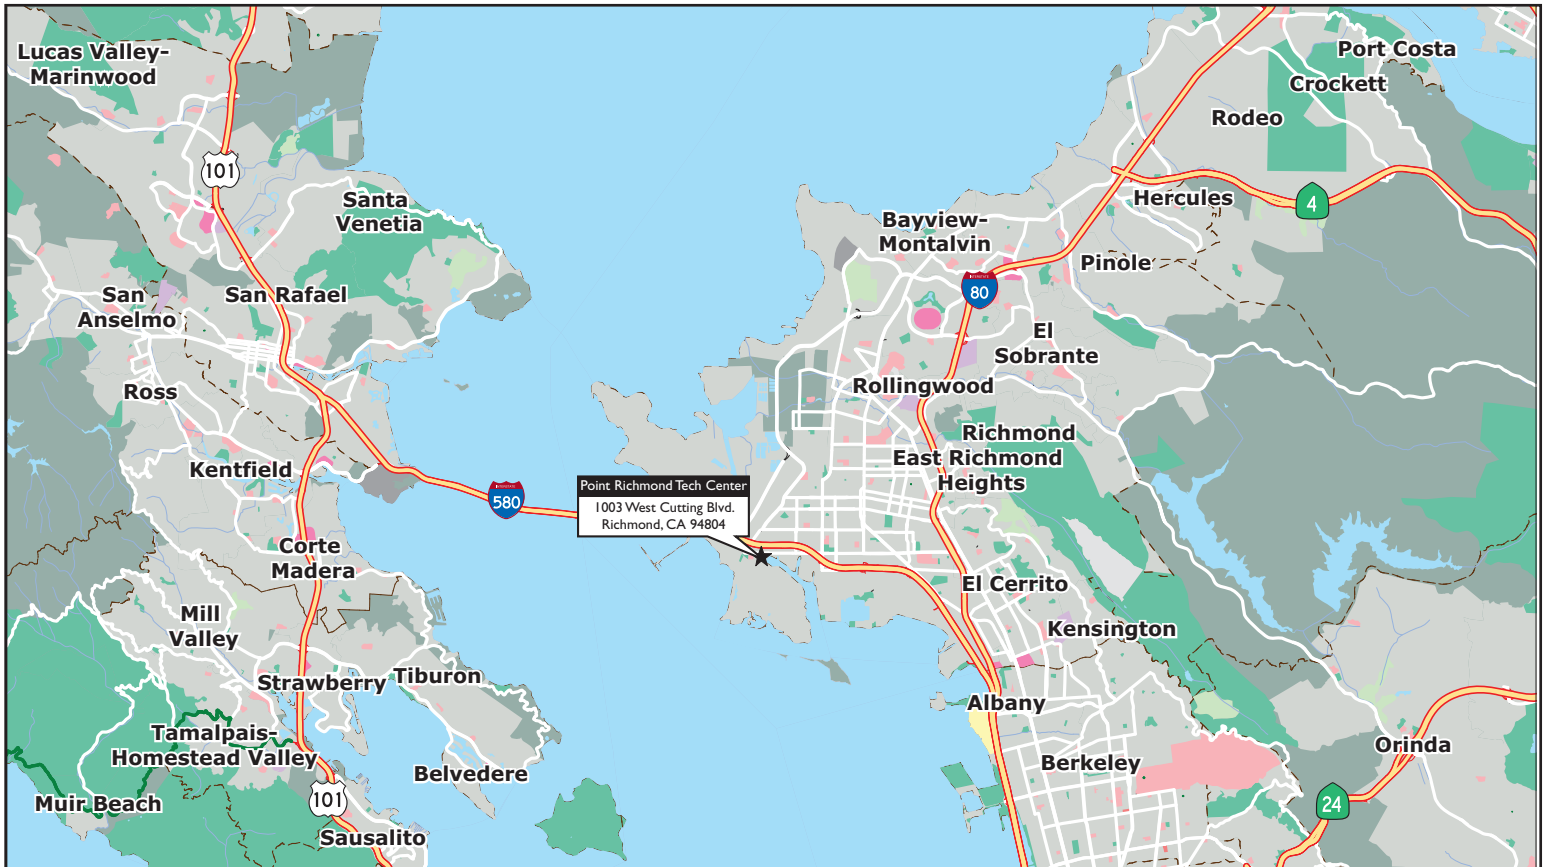 Lucas Valley-
Marinwood
Port Costa
Crockett
Rodeo
101
Santa
Venetia
Hercules
4
Bayview-
Montalvin
Pinole
San
Anselmo
San Rafael
INTERSTATE
80
El
Sobrante
Ross
Rollingwood
Richmond
East Richmond
Heights
Kentfield
INTERSTATE
580
Point Richmond Tech Center
1003 West Cutting Blvd.
Richmond, CA 94804
Corte
Madera
El Cerrito
Mill
Valley
Kensington
Strawberry
Tiburon
Albany
Tamalpais-
Homestead Valley
Orinda
Belvedere
Berkeley
Muir Beach
101
24
Sausalito